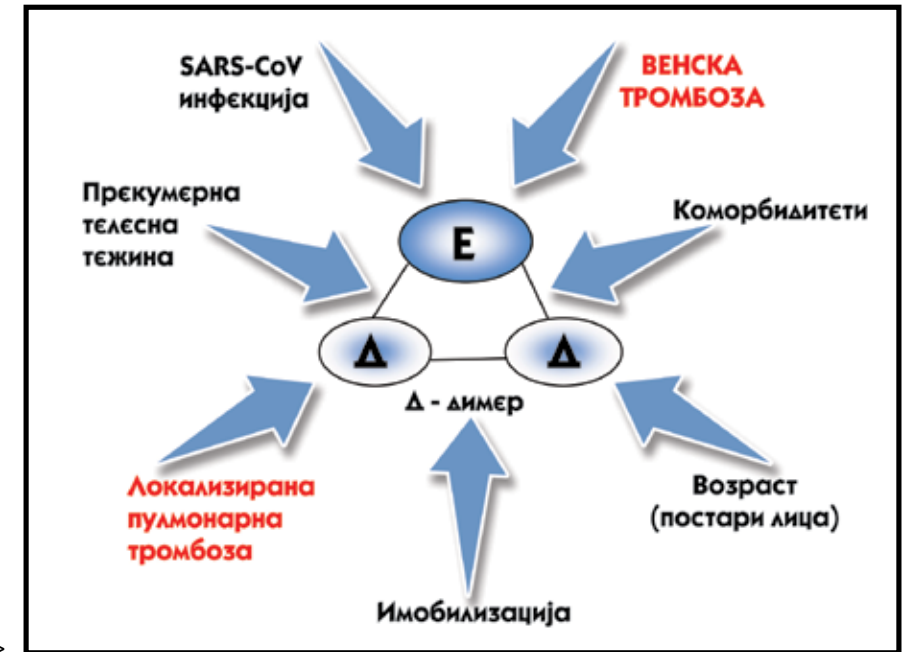 SARS-CoV
инфекција
ВЕНСКА
ТРОМБОЗА
Прекумерна
телесна
тежина
Коморбидитети
Е
Д
Д
Д - димер
Локализирана
пулмонарна
тромбоза
Возраст
(постари лица)
Имобилизација